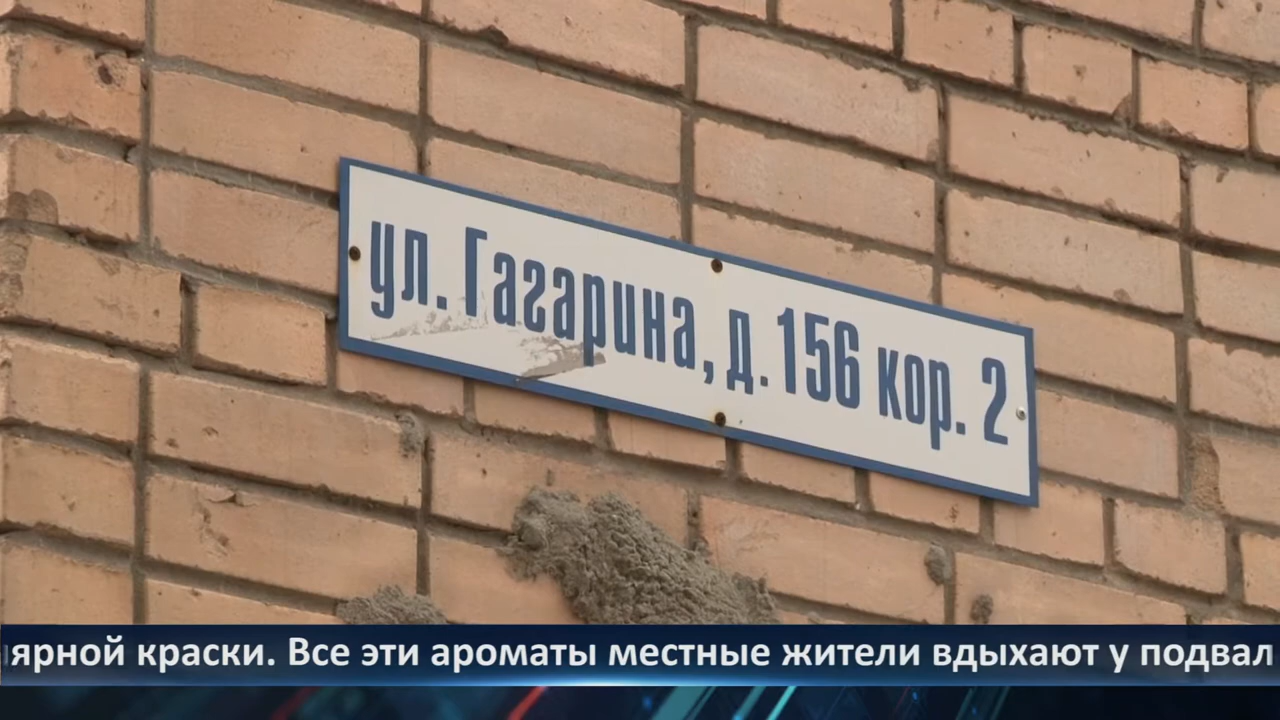 ул. Гагарина, д. 156 кор. 2
ярной краски. Все эти ароматы местные жители вдыхают у подвал